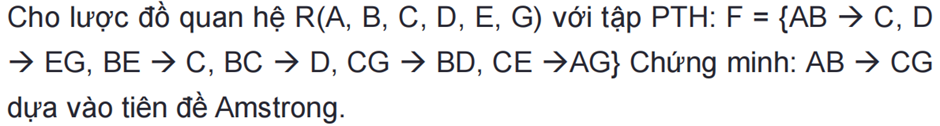 Cho lược đồ quan hệ R(A, B, C, D, E, G) với tập PTH: F = {AB → C, D
→ EG, BE → C, BC → D, CG → BD, CE →AG} Chứng minh: AB → CG
dựa vào tiên đề Amstrong.